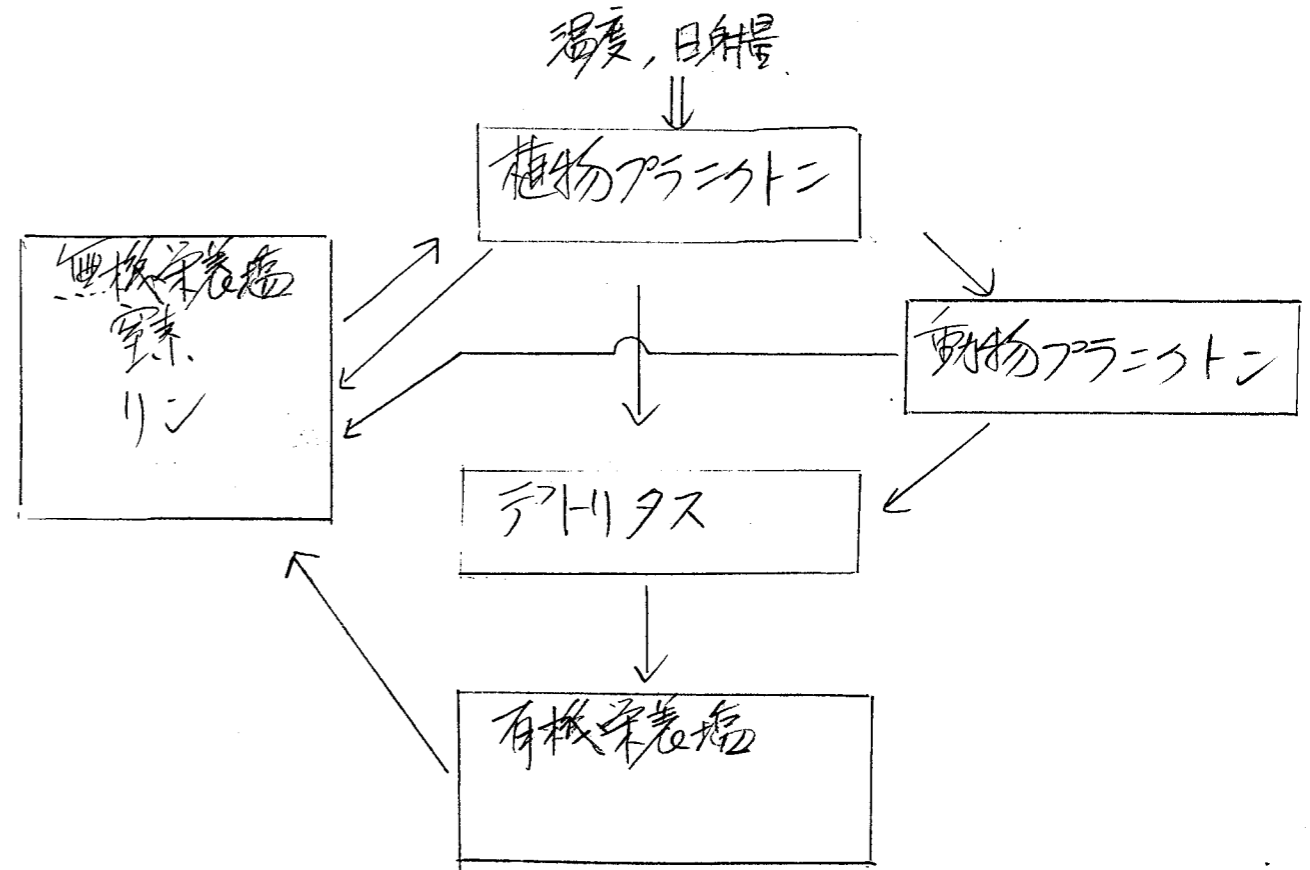 温度,日射量
植物プランクトン
無機栄養塩
窒素
リン
動物プランクトン
デトリタス
有機栄養塩